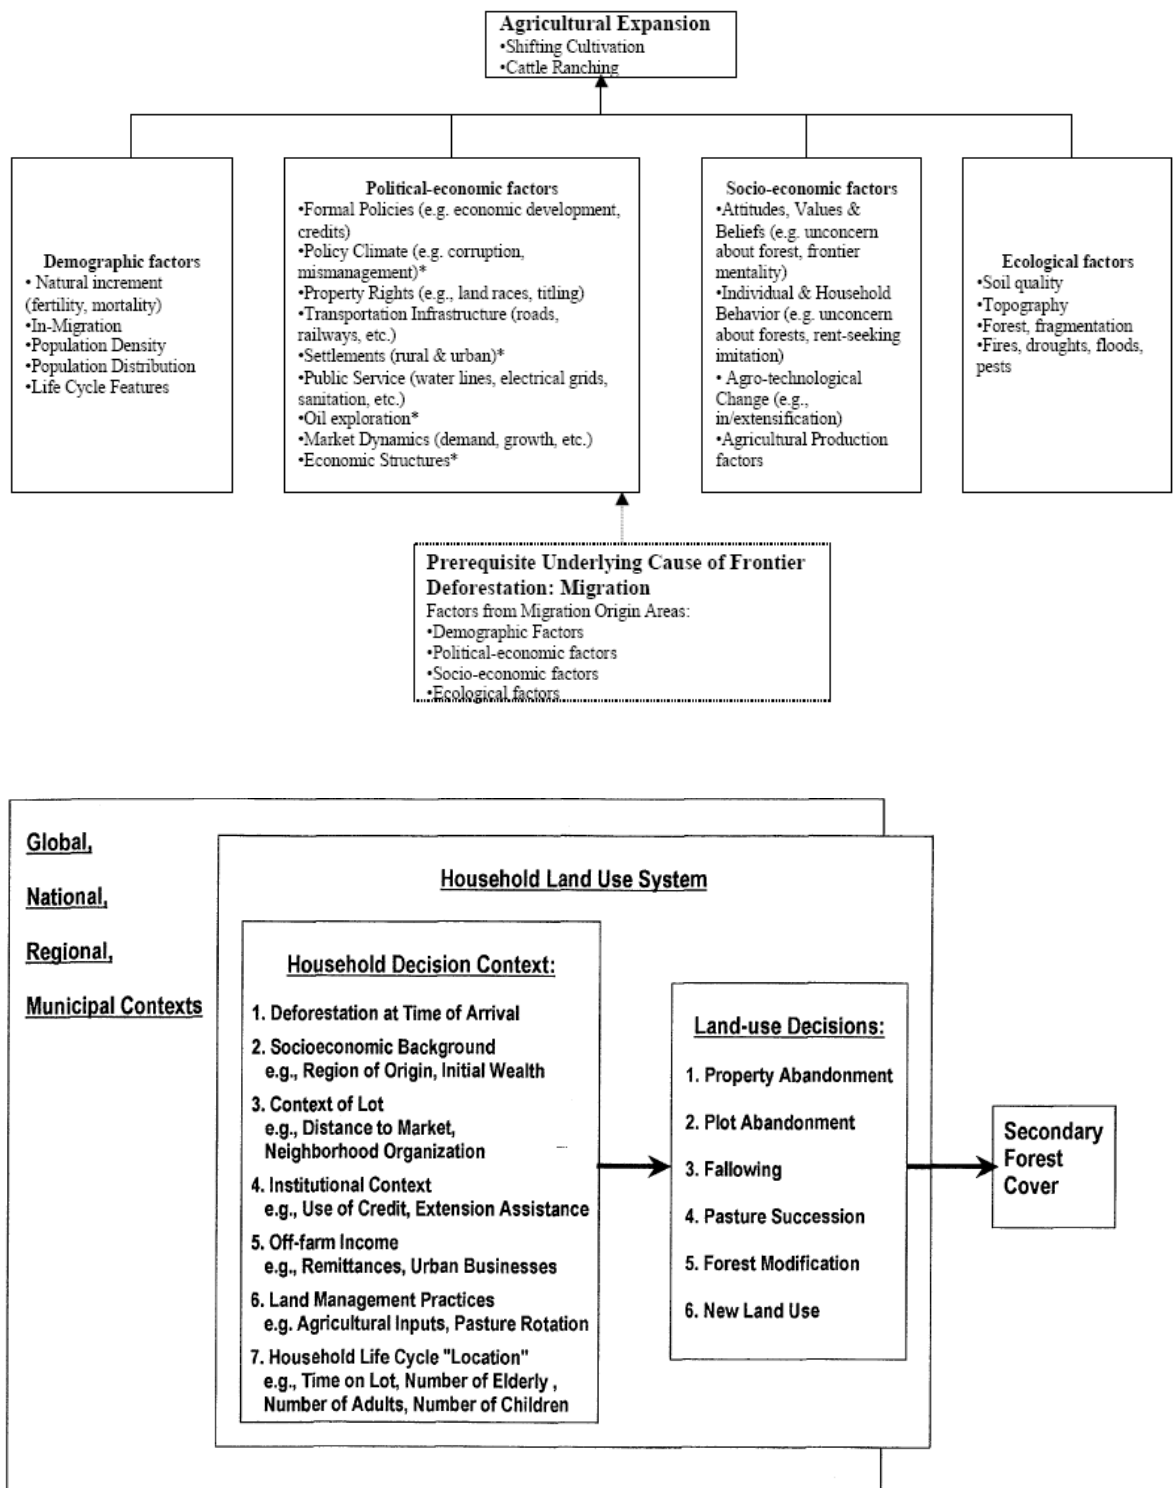 Agricultural Expansion
•Shifting Cultivation
•Cattle Ranching
Demographic factors
• Natural increment
(fertility, mortality)
•In-Migration
•Population Density
•Population Distribution
•Life Cycle Features
Political-economic factors
•Formal Policies (e.g. economic development,
credits)
•Policy Climate (e.g. corruption,
mismanagement)*
•Property Rights (e.g., land races, titling)
•Transportation Infrastructure (roads,
railways, etc.)
•Settlements (rural & urban)*
•Public Service (water lines, electrical grids,
sanitation, etc.)
•Oil exploration*
•Market Dynamics (demand, growth, etc.)
•Economic Structures*
Socio-economic factors
•Attitudes, Values &
Beliefs (e.g. unconcern
about forest, frontier
mentality)
•Individual & Household
Behavior (e.g. unconcern
about forests, rent-seeking
imitation)
• Agro-technological
Change (e.g.,
in/extensification)
•Agricultural Production
factors
Ecological factors
•Soil quality
•Topography
•Forest, fragmentation
•Fires, droughts, floods,
pests
Prerequisite Underlying Cause of Frontier
Deforestation: Migration
Factors from Migration Origin Areas:
•Demographic Factors
•Political-economic factors
•Socio-economic factors
•Ecological factors
Global,
National,
Regional,
Municipal Contexts
Household Land Use System
Household Decision Context:
1. Deforestation at Time of Arrival
2. Socioeconomic Background
e.g., Region of Origin, Initial Wealth
3. Context of Lot
e.g., Distance to Market,
Neighborhood Organization
4. Institutional Context
e.g., Use of Credit, Extension Assistance
5. Off-farm Income
e.g., Remittances, Urban Businesses
6. Land Management Practices
e.g. Agricultural Inputs, Pasture Rotation
7. Household Life Cycle "Location"
e.g., Time on Lot, Number of Elderly ,
Number of Adults, Number of Children
Land-use Decisions:
1. Property Abandonment
2. Plot Abandonment
3. Fallowing
4. Pasture Succession
5. Forest Modification
6. New Land Use
Secondary
Forest
Cover